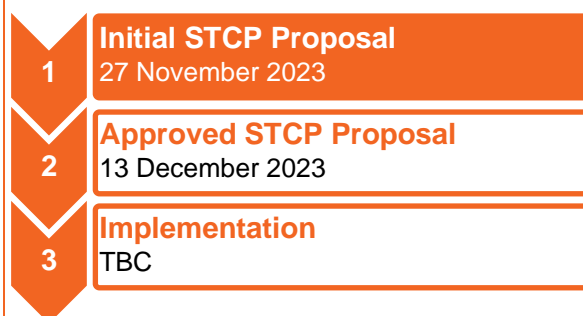 1
Initial STCP Proposal
27 November 2023
2
Approved STCP Proposal
13 December 2023
3
Implementation
TBC